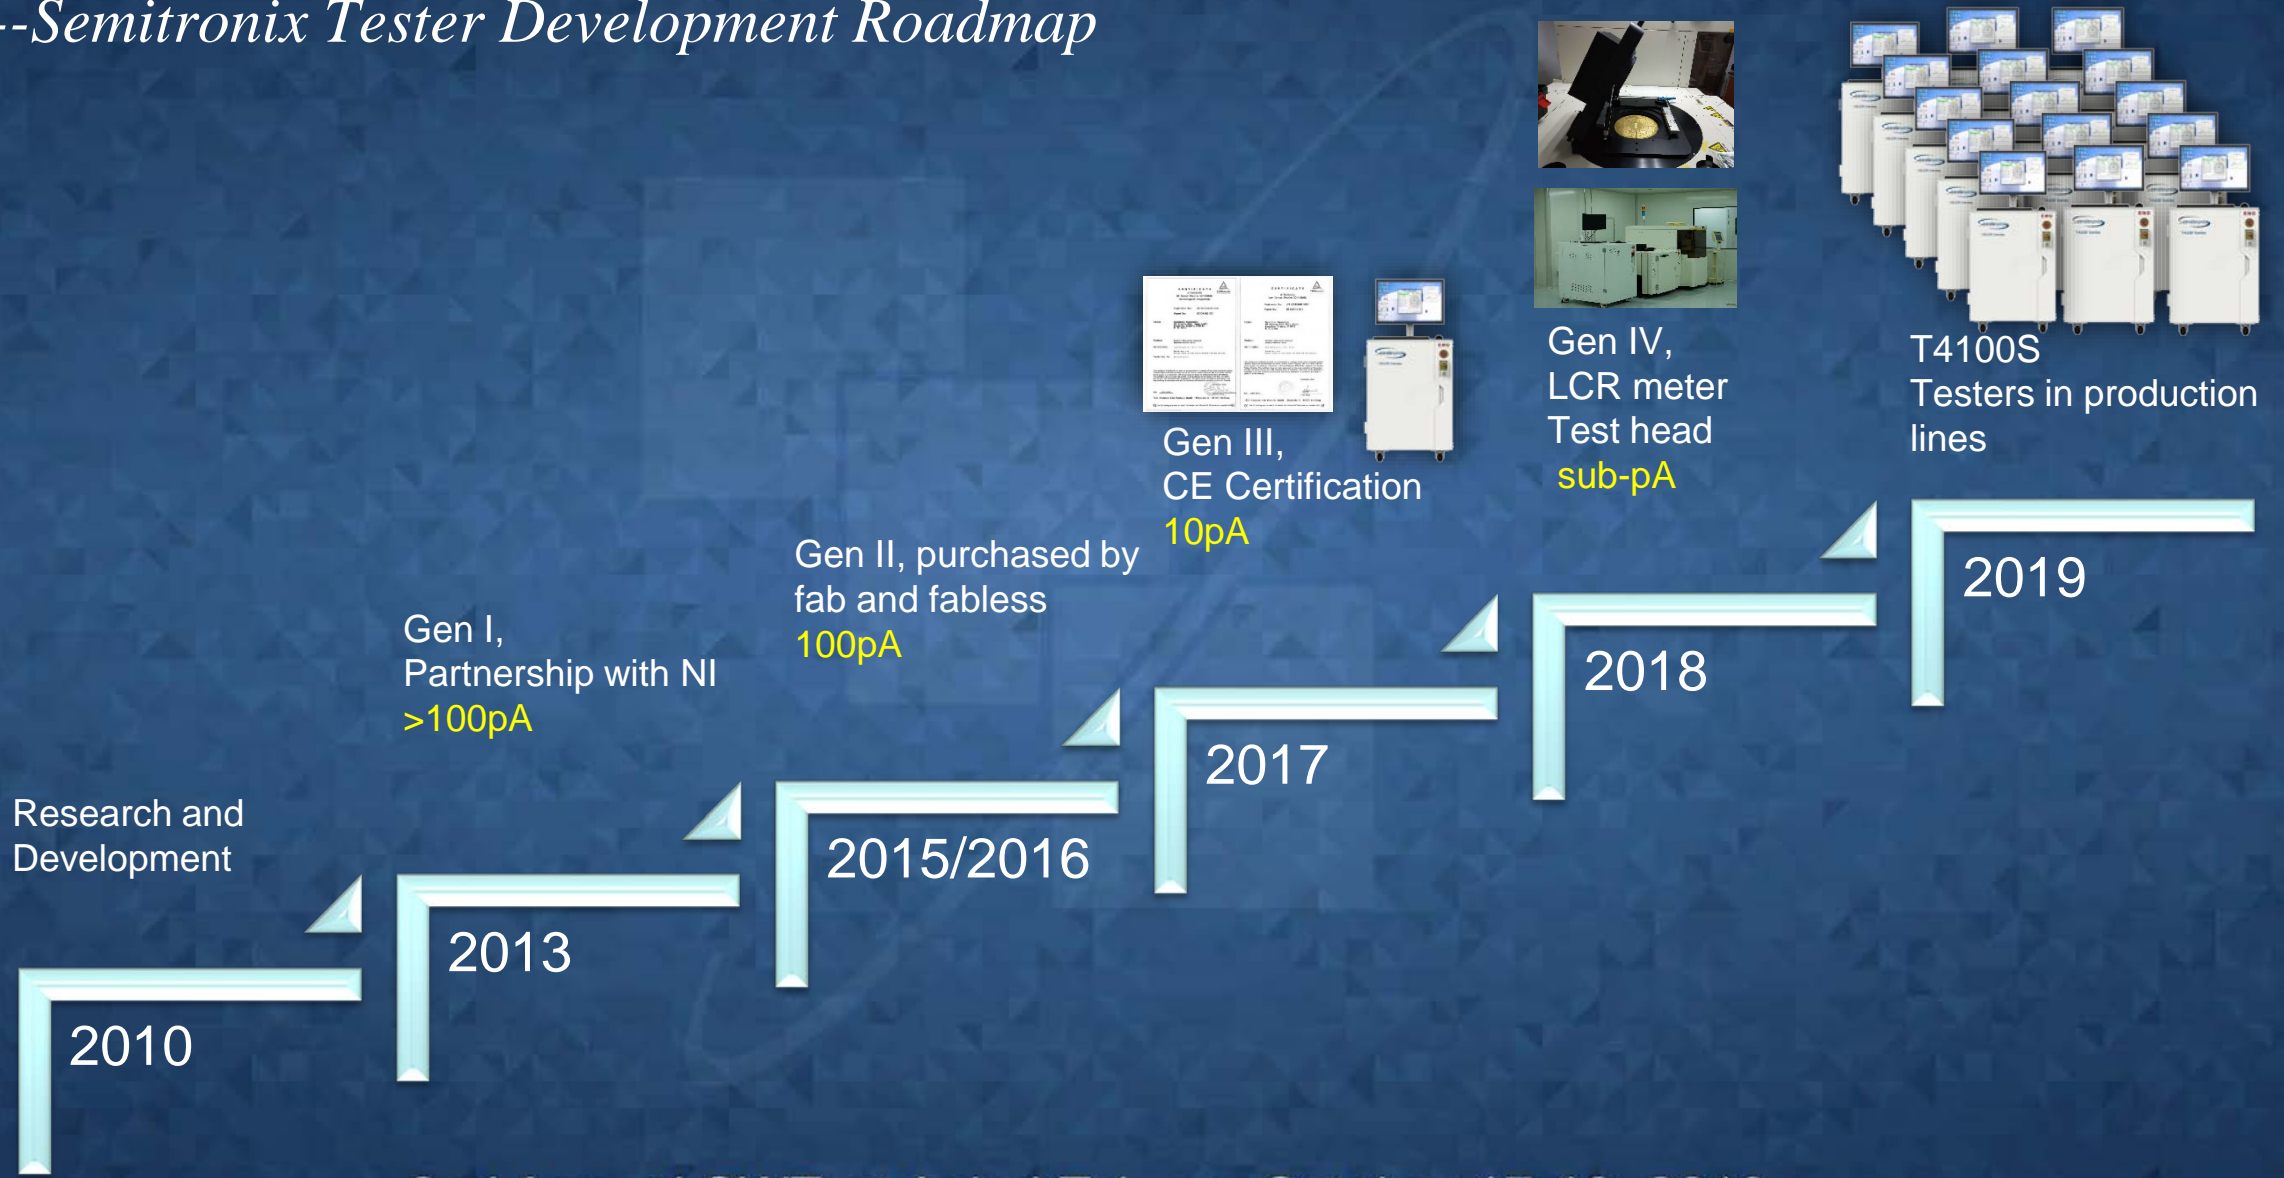 --Semitronix Tester Development Roadmap
Research and
Development
2010
Gen I,
Partnership with NI
>100pA
2013
Gen II, purchased by
fab and fabless
100pA
2015/2016
CERTIFICATE
CERTIFICATE
Gen III,
CE Certification
10pA
2017
Gen IV,
LCR meter
Test head
sub-pA
2018
T4100S
Testers in production
lines
2019